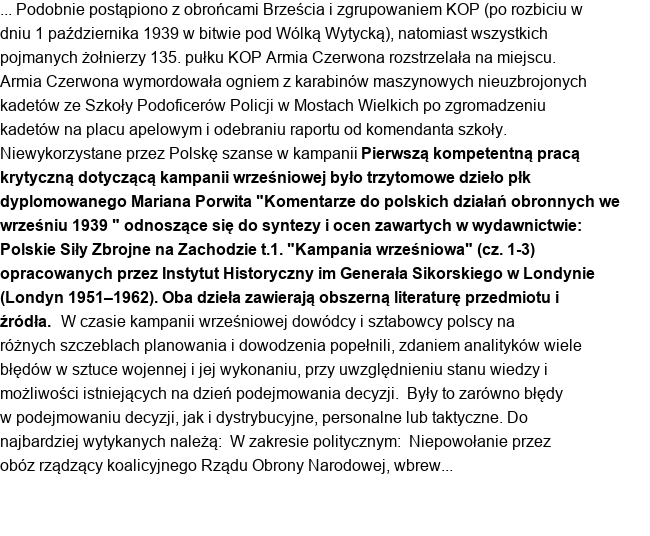 ... Podobnie postąpiono z obrońcami Brześcia i zgrupowaniem KOP (po rozbiciu w
dniu 1 października 1939 w bitwie pod Wólką Wytycką), natomiast wszystkich
pojmanych żołnierzy 135. pułku KOP Armia Czerwona rozstrzelała na miejscu.
Armia Czerwona wymordowała ogniem z karabinów maszynowych nieuzbrojonych
kadetów ze Szkoły Podoficerów Policji w Mostach Wielkich po zgromadzeniu
kadetów na placu apelowym i odebraniu raportu od komendanta szkoły.
Niewykorzystane przez Polskę szanse w kampanii Pierwszą kompetentną pracą
krytyczną dotyczącą kampanii wrześniowej było trzytomowe dzieło płk
dyplomowanego Mariana Porwita "Komentarze do polskich działań obronnych we
wrześniu 1939 " odnoszące się do syntezy i ocen zawartych w wydawnictwie:
Polskie Siły Zbrojne na Zachodzie t.1. "Kampania wrześniowa" (cz. 1-3)
opracowanych przez Instytut Historyczny im Generała Sikorskiego w Londynie
(Londyn 1951–1962). Oba dzieła zawierają obszerną literaturę przedmiotu i
źródła.  W czasie kampanii wrześniowej dowódcy i sztabowcy polscy na
różnych szczeblach planowania i dowodzenia popełnili, zdaniem analityków wiele
błędów w sztuce wojennej i jej wykonaniu, przy uwzględnieniu stanu wiedzy i
możliwości istniejących na dzień podejmowania decyzji.  Były to zarówno błędy
w podejmowaniu decyzji, jak i dystrybucyjne, personalne lub taktyczne. Do
najbardziej wytykanych należą:  W zakresie politycznym:  Niepowołanie przez
obóz rządzący koalicyjnego Rządu Obrony Narodowej, wbrew...